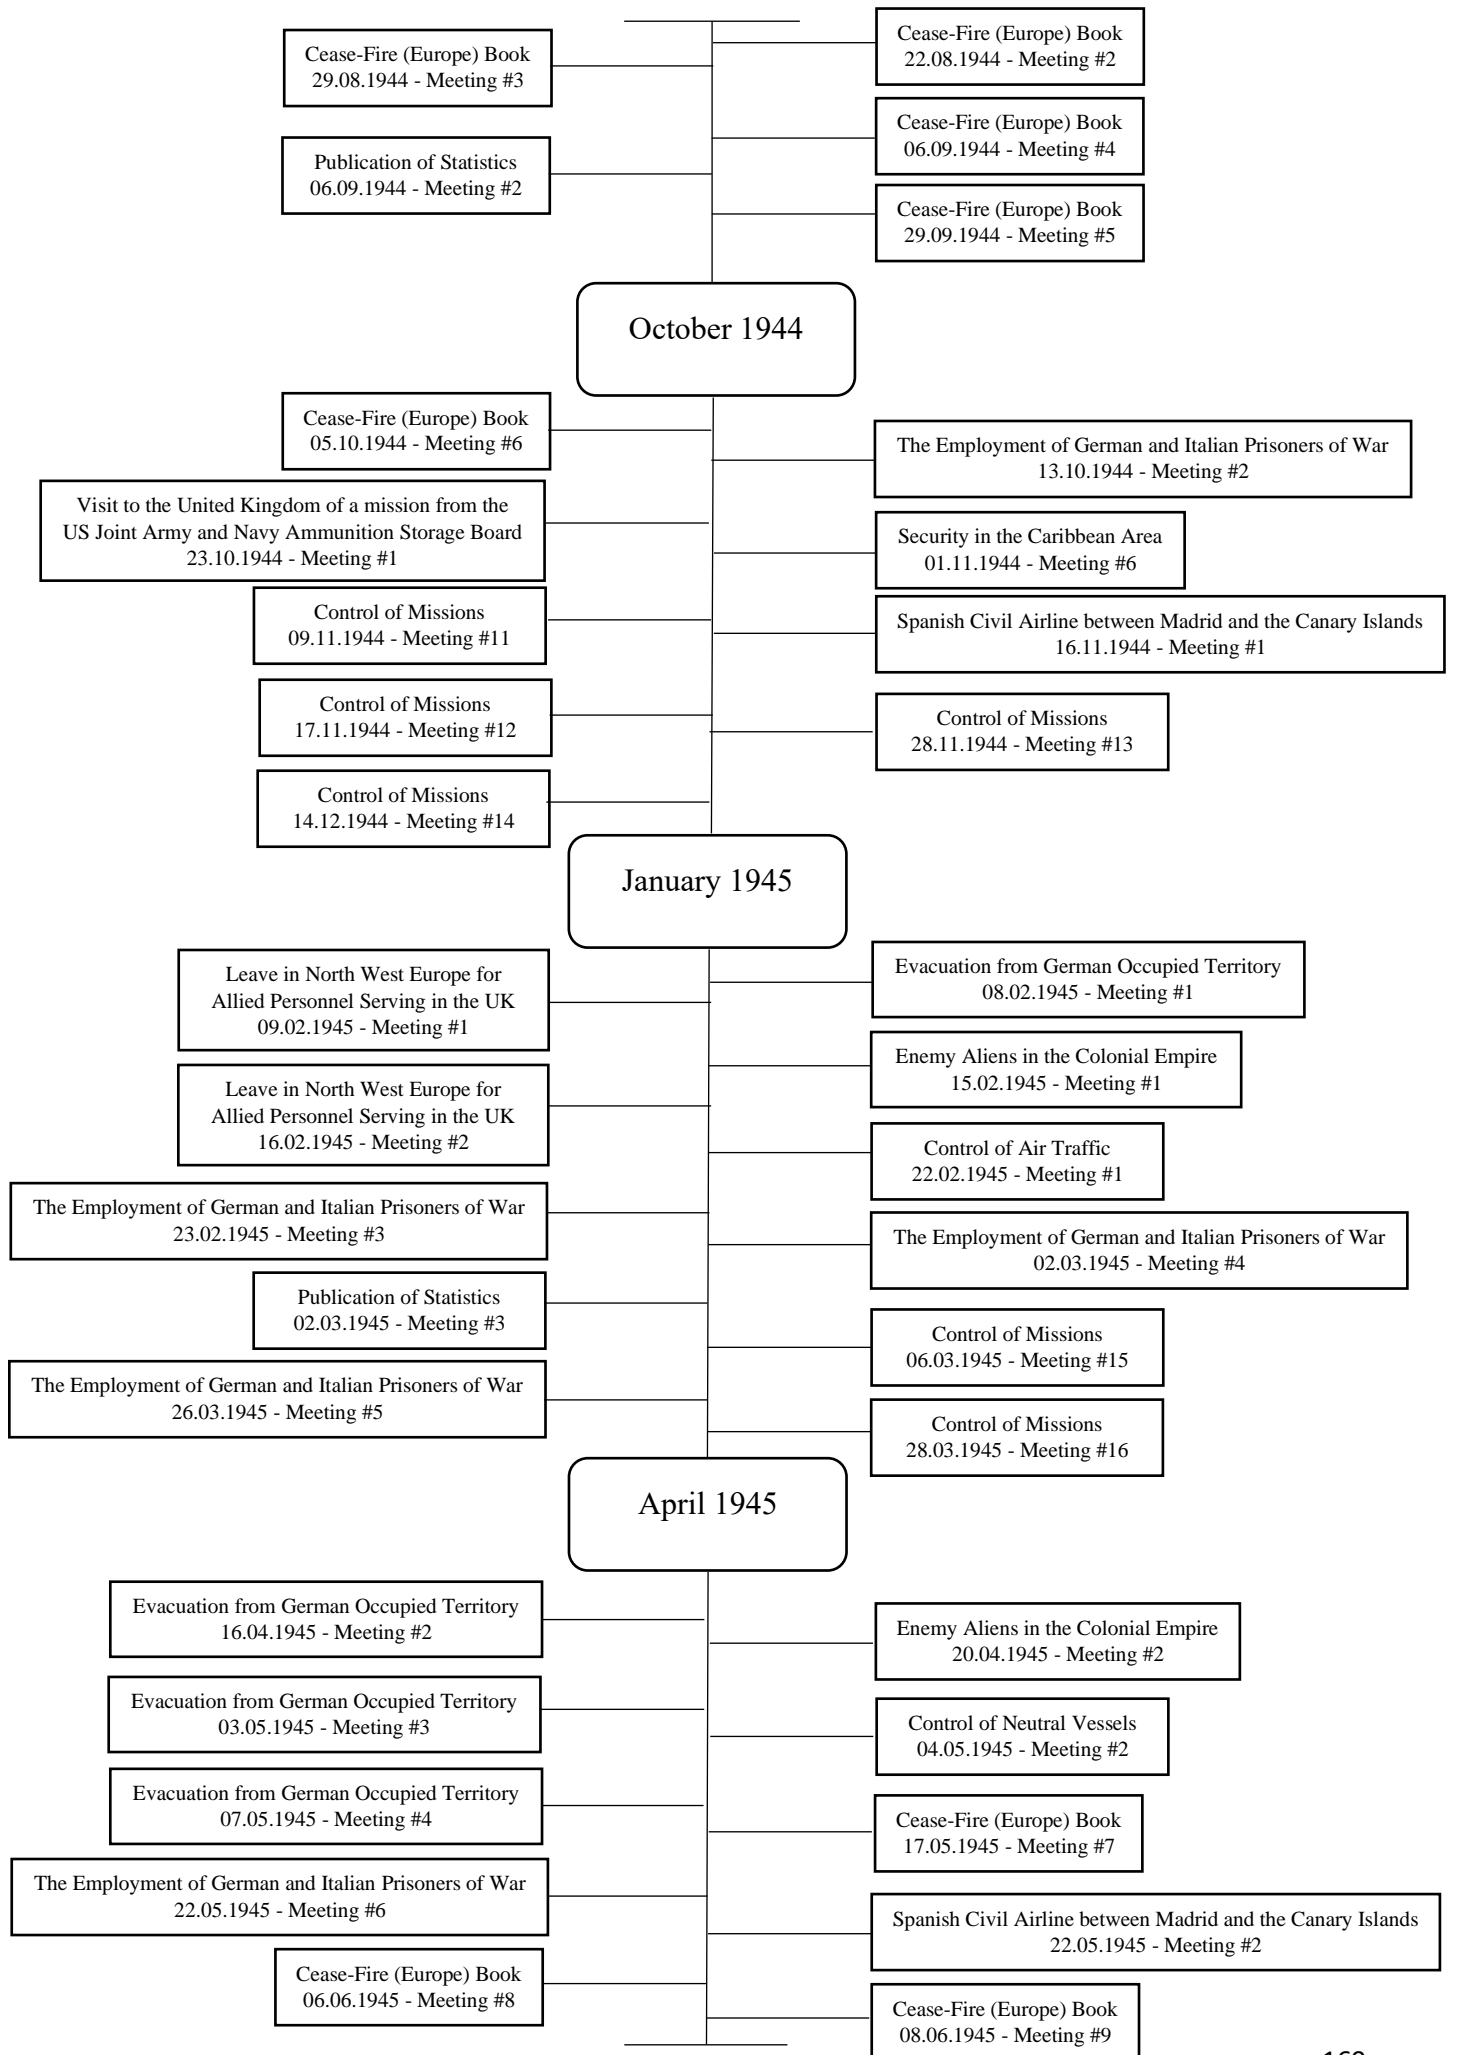 Cease-Fire (Europe) Book
22.08.1944 - Meeting #2
Cease-Fire (Europe) Book
29.08.1944 - Meeting #3
Cease-Fire (Europe) Book
06.09.1944 - Meeting #4
Publication of Statistics
06.09.1944 - Meeting #2
Cease-Fire (Europe) Book
29.09.1944 - Meeting #5
October 1944
Cease-Fire (Europe) Book
05.10.1944 - Meeting #6
The Employment of German and Italian Prisoners of War
13.10.1944 - Meeting #2
Visit to the United Kingdom of a mission from the
US Joint Army and Navy Ammunition Storage Board
23.10.1944 - Meeting #1
Security in the Caribbean Area
01.11.1944 - Meeting #6
Control of Missions
09.11.1944 - Meeting #11
Spanish Civil Airline between Madrid and the Canary Islands
16.11.1944 - Meeting #1
Control of Missions
17.11.1944 - Meeting #12
Control of Missions
28.11.1944 - Meeting #13
Control of Missions
14.12.1944 - Meeting #14
January 1945
Evacuation from German Occupied Territory
08.02.1945 - Meeting #1
Leave in North West Europe for
Allied Personnel Serving in the UK
09.02.1945 - Meeting #1
Enemy Aliens in the Colonial Empire
15.02.1945 - Meeting #1
Leave in North West Europe for
Allied Personnel Serving in the UK
16.02.1945 - Meeting #2
Control of Air Traffic
22.02.1945 - Meeting #1
The Employment of German and Italian Prisoners of War
23.02.1945 - Meeting #3
The Employment of German and Italian Prisoners of War
02.03.1945 - Meeting #4
Publication of Statistics
02.03.1945 - Meeting #3
Control of Missions
06.03.1945 - Meeting #15
The Employment of German and Italian Prisoners of War
26.03.1945 - Meeting #5
Control of Missions
28.03.1945 - Meeting #16
April 1945
Evacuation from German Occupied Territory
16.04.1945 - Meeting #2
Enemy Aliens in the Colonial Empire
20.04.1945 - Meeting #2
Evacuation from German Occupied Territory
03.05.1945 - Meeting #3
Control of Neutral Vessels
04.05.1945 - Meeting #2
Evacuation from German Occupied Territory
07.05.1945 - Meeting #4
Cease-Fire (Europe) Book
17.05.1945 - Meeting #7
The Employment of German and Italian Prisoners of War
22.05.1945 - Meeting #6
Spanish Civil Airline between Madrid and the Canary Islands
22.05.1945 - Meeting #2
Cease-Fire (Europe) Book
06.06.1945 - Meeting #8
Cease-Fire (Europe) Book
08.06.1945 - Meeting #9